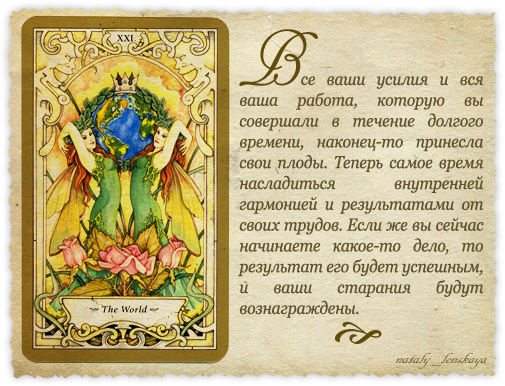 XXI
The World
Все ваши усилия и вся
ваша работа, которую вы
совершали в течение долгого
времени, наконец-то принесла
свои плоды. Теперь самое время
насладиться внутренней
гармонией и результатами от
своих трудов. Если же вы сейчас
начинаете какое-то дело, то
результат его будет успешным,
и ваши старания будут
вознаграждены.
nataly_lenskaya